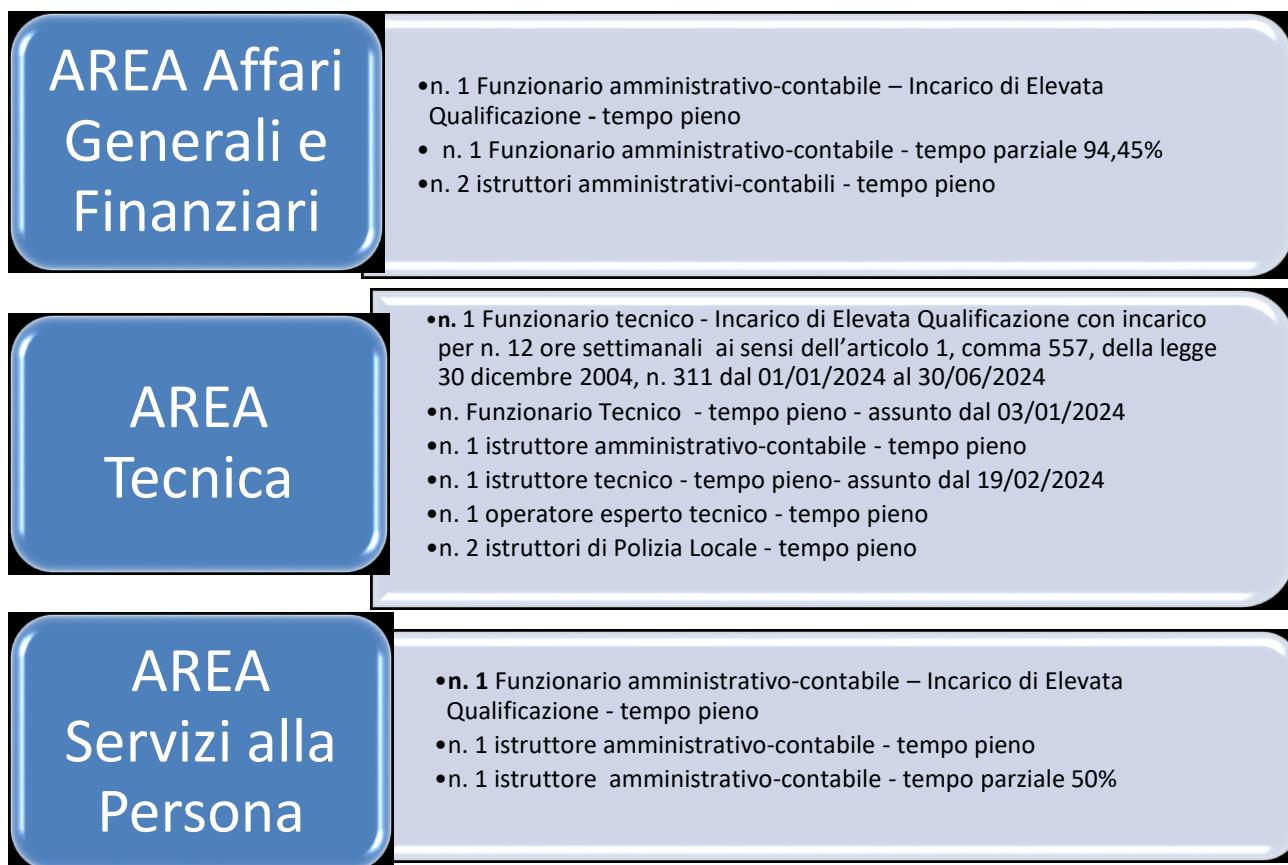 AREA Affari
Generali e
Finanziari
•n. 1 Funzionario amministrativo-contabile – Incarico di Elevata
Qualificazione - tempo pieno
• n. 1 Funzionario amministrativo-contabile - tempo parziale 94,45%
•n. 2 istruttori amministrativi-contabili - tempo pieno
AREA
Tecnica
•n. 1 Funzionario tecnico - Incarico di Elevata Qualificazione con incarico
per n. 12 ore settimanali ai sensi dell’articolo 1, comma 557, della legge
30 dicembre 2004, n. 311 dal 01/01/2024 al 30/06/2024
•n. Funzionario Tecnico - tempo pieno - assunto dal 03/01/2024
•n. 1 istruttore amministrativo-contabile - tempo pieno
•n. 1 istruttore tecnico - tempo pieno- assunto dal 19/02/2024
•n. 1 operatore esperto tecnico - tempo pieno
•n. 2 istruttori di Polizia Locale - tempo pieno
AREA
Servizi alla
Persona
•n. 1 Funzionario amministrativo-contabile – Incarico di Elevata
Qualificazione - tempo pieno
•n. 1 istruttore amministrativo-contabile - tempo pieno
•n. 1 istruttore amministrativo-contabile - tempo parziale 50%